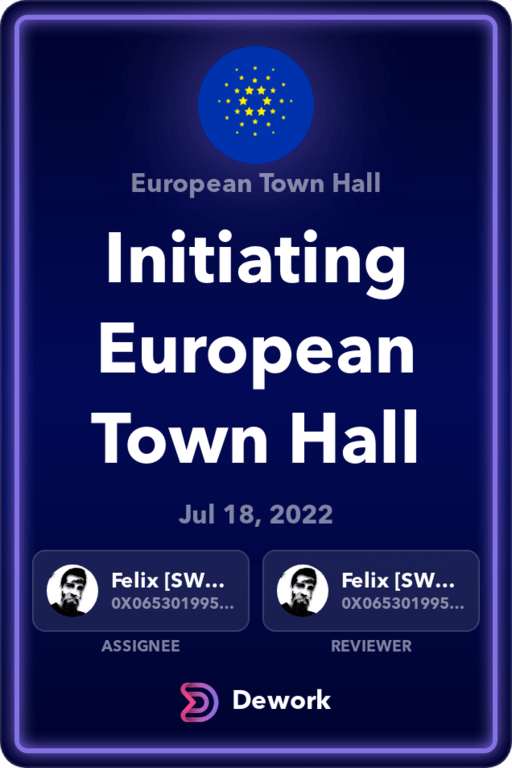 European Town Hall
Initiating
European
Town Hall
Jul 18, 2022
Felix [SW...
0X065301995...
ASSIGNEE
Felix [SW...
0X065301995...
REVIEWER
Dework